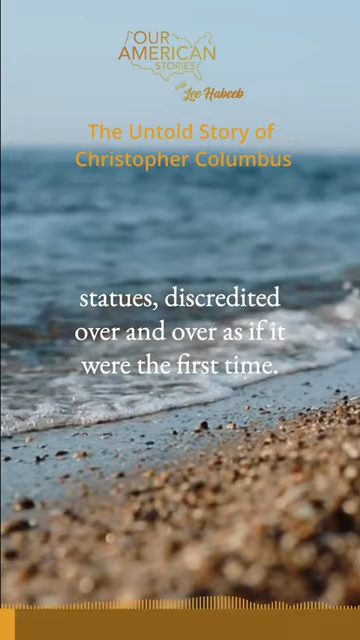 OUR
AMERICAN
STORIES
with
Lee Habeeb
The Untold Story of
Christopher Columbus
statues, discredited
over and over as if it
were the first time.